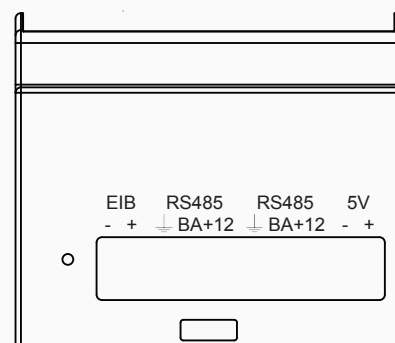 EIB RS485 RS485 5V
- + ⏚ BA+12 ⏚ BA+12 - +